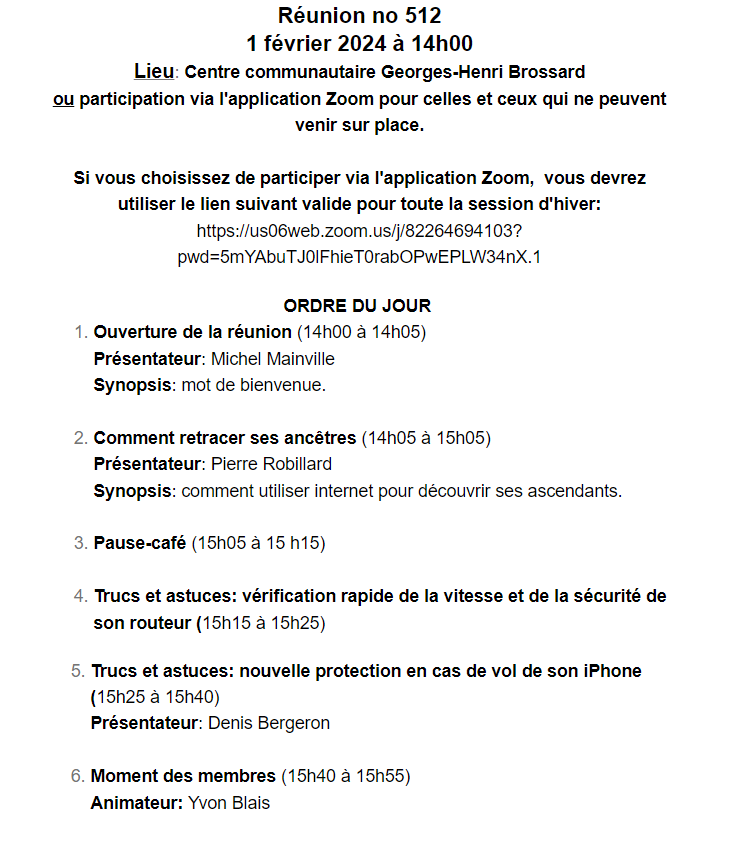 Réunion no 512
1 février 2024 à 14h00
Lieu: Centre communautaire Georges-Henri Brossard
ou participation via l'application Zoom pour celles et ceux qui ne peuvent
venir sur place.
Si vous choisissez de participer via l'application Zoom,  vous devrez
utiliser le lien suivant valide pour toute la session d'hiver:
https://us06web.zoom.us/j/82264694103?
pwd=5mYAbuTJ0lFhieT0rabOPwEPLW34nX.1
ORDRE DU JOUR
1. Ouverture de la réunion (14h00 à 14h05)
Présentateur: Michel Mainville
Synopsis: mot de bienvenue.
2. Comment retracer ses ancêtres (14h05 à 15h05)
Présentateur: Pierre Robillard
Synopsis: comment utiliser internet pour découvrir ses ascendants.
3. Pause-café (15h05 à 15 h15)
4. Trucs et astuces: vérification rapide de la vitesse et de la sécurité de
son routeur (15h15 à 15h25)
5. Trucs et astuces: nouvelle protection en cas de vol de son iPhone
(15h25 à 15h40)
Présentateur: Denis Bergeron
6. Moment des membres (15h40 à 15h55)
Animateur: Yvon Blais